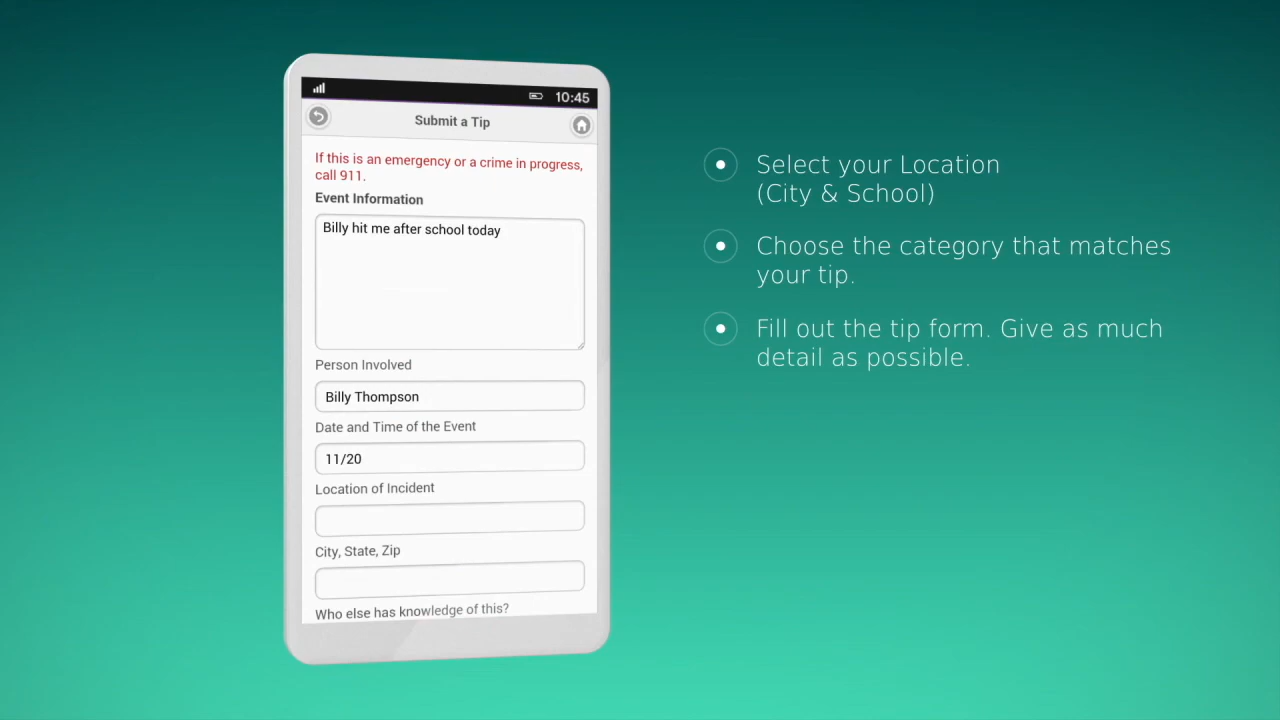 10:45
Submit a Tip
If this is an emergency or a crime in progress,
call 911.
Event Information
Billy hit me after school today
Person Involved
Billy Thompson
Date and Time of the Event
11/20
Location of Incident
City, State, Zip
Who else has knowledge of this?
Select your Location
(City & School)
Choose the category that matches
your tip.
Fill out the tip form. Give as much
detail as possible.